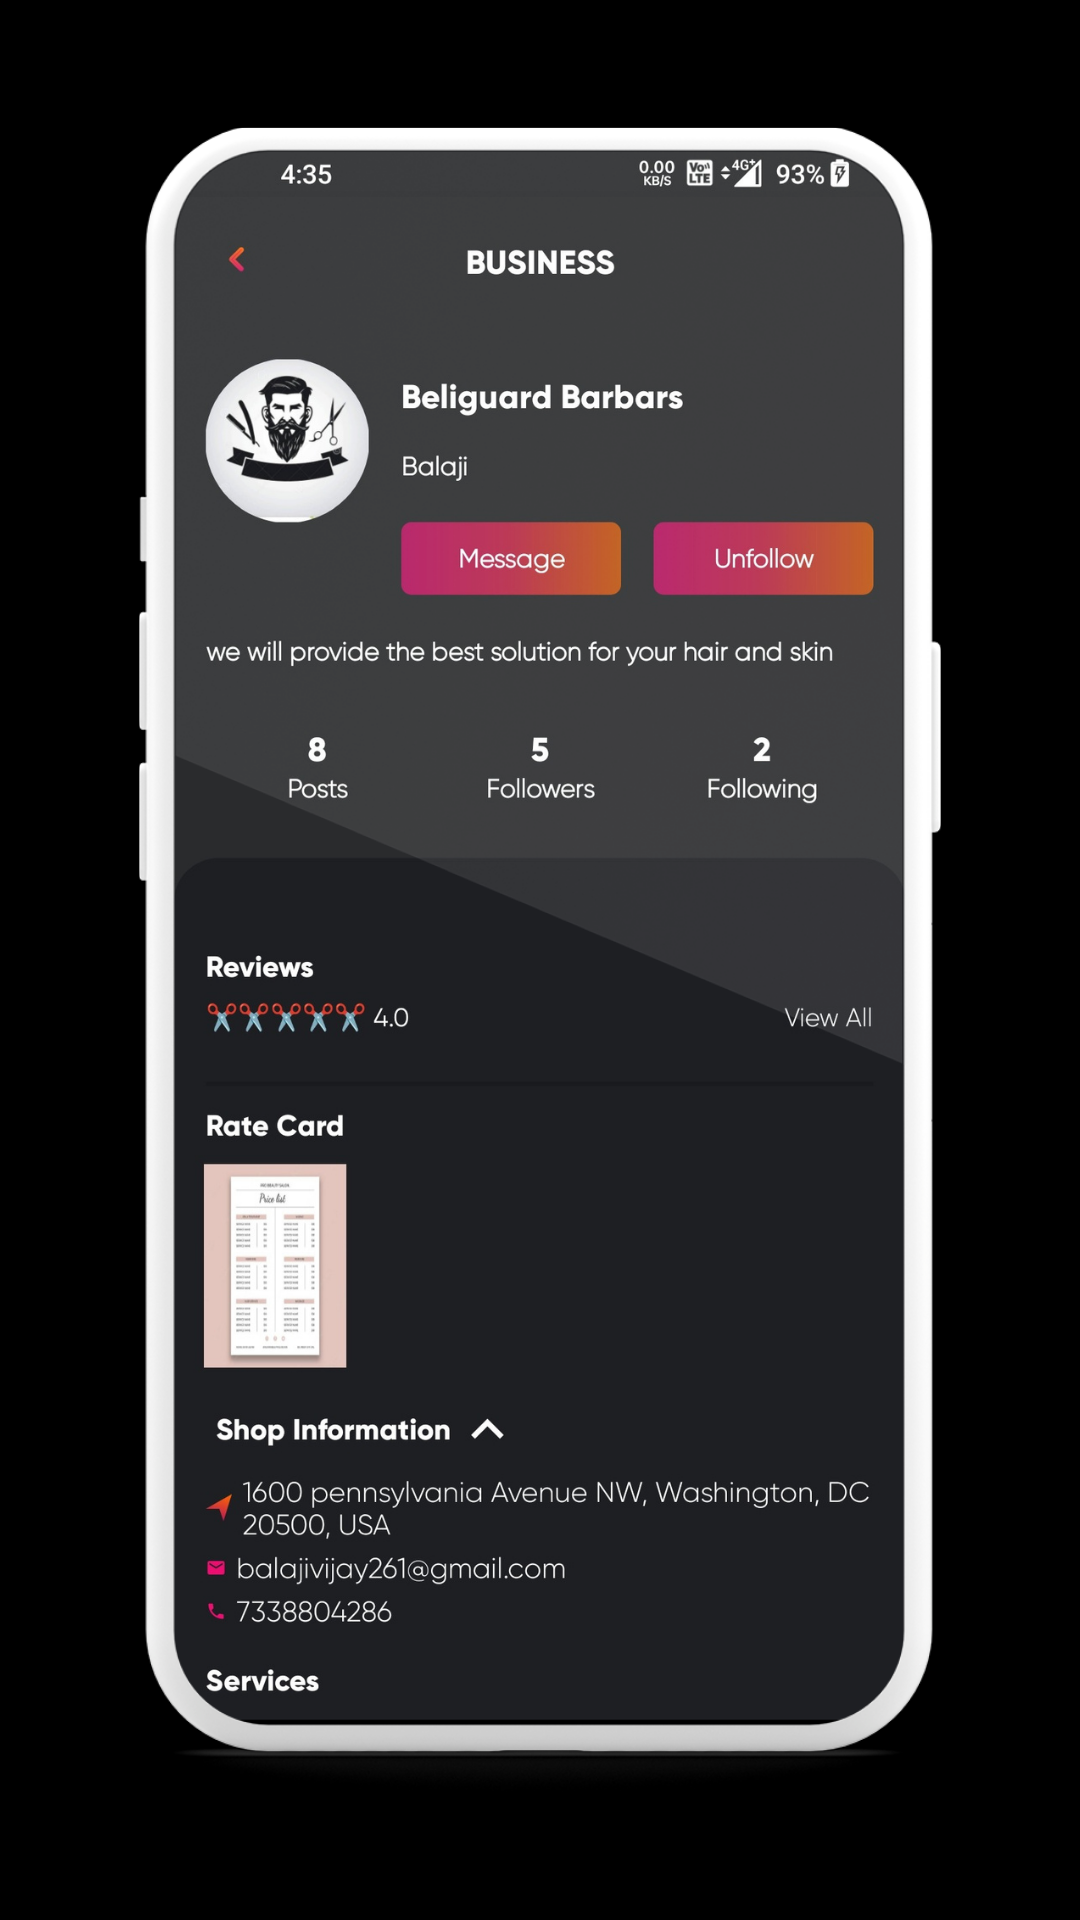 4:35
0.00
KB/S
Vo
LTE
4G+
93%
BUSINESS
Beliguard Barbars
Balaji
Message
Unfollow
we will provide the best solution for your hair and skin
8
5
2
Posts
Followers
Following
Reviews
4.0
View All
Rate Card
Price list
Shop Information
1600 pennsylvania Avenue NW, Washington, DC
20500, USA
balajivijay261@gmail.com
7338804286
Services